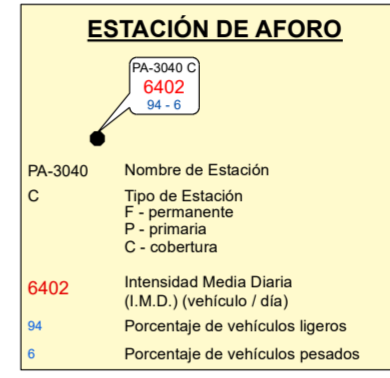 ESTACIÓN DE AFORO
PA-3040 C
6402
94 - 6
PA-3040 Nombre de Estación
C Tipo de Estación
F - permanente
P - primaria
C - cobertura
6402 Intensidad Media Diaria
(I.M.D.) (vehículo / día)
94 Porcentaje de vehículos ligeros
6 Porcentaje de vehículos pesados